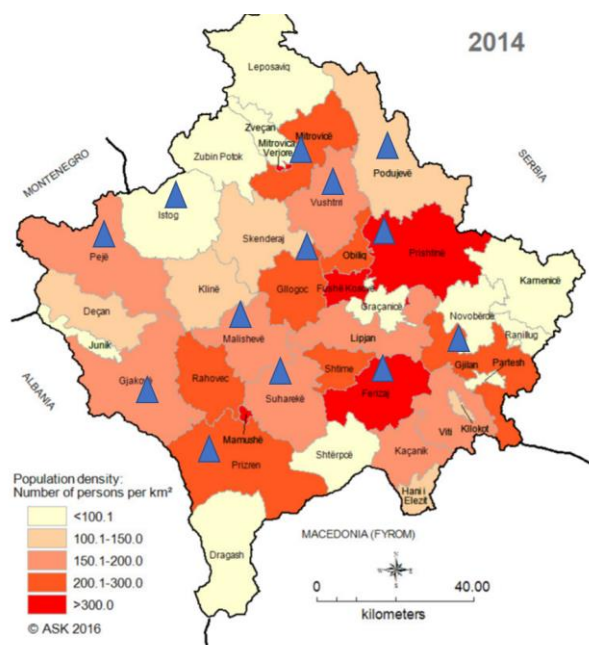 2014
Leposaviq
Zveçan
Mitrovicë
Mitrovica
Veriore
Zubin Potok
Podujevë
MONTENEGRO
SERBIA
Istog
Vushtrri
Skenderaj
Pejë
Obiliq
Prishtinë
Kamenicë
Fushë Kosovë
Klinë
Gllogoc
Graçanicë
Novobërdë
Deçan
Ranillug
Malishevë
Lipjan
Junik
Gjilan
Partesh
Shtime
ALBANIA
Rahovec
Suharekë
Ferizaj
Viti
Kllokot
Mamushë
Kaçanik
Shtërpcë
Prizren
Hani i
Elezit
Population density:
Number of persons per km²
<100.1
100.1-150.0
150.1-200.0
200.1-300.0
>300.0
© ASK 2016
MACEDONIA (FYROM)
Dragash
0 40.00
kilometers